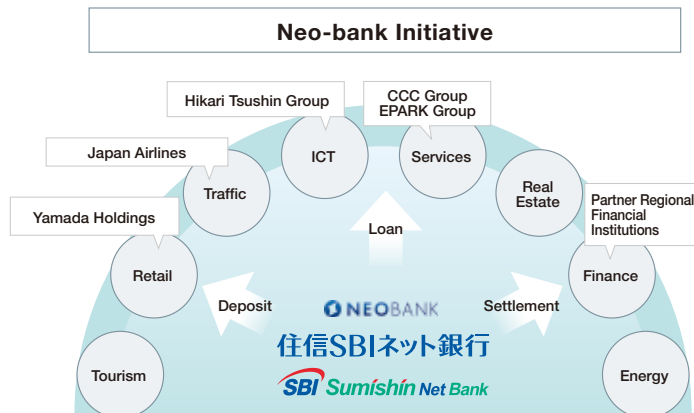 Neo-bank Initiative
Hikari Tsushin Group
CCC Group
EPARK Group
Japan Airlines
ICT
Services
Traffic
Real
Estate
Partner Regional
Financial
Institutions
Yamada Holdings
Loan
Retail
Finance
Deposit
NEOBANK
Settlement
住信SBIネット銀行
Tourism
SBI Sumishin Net Bank
Energy